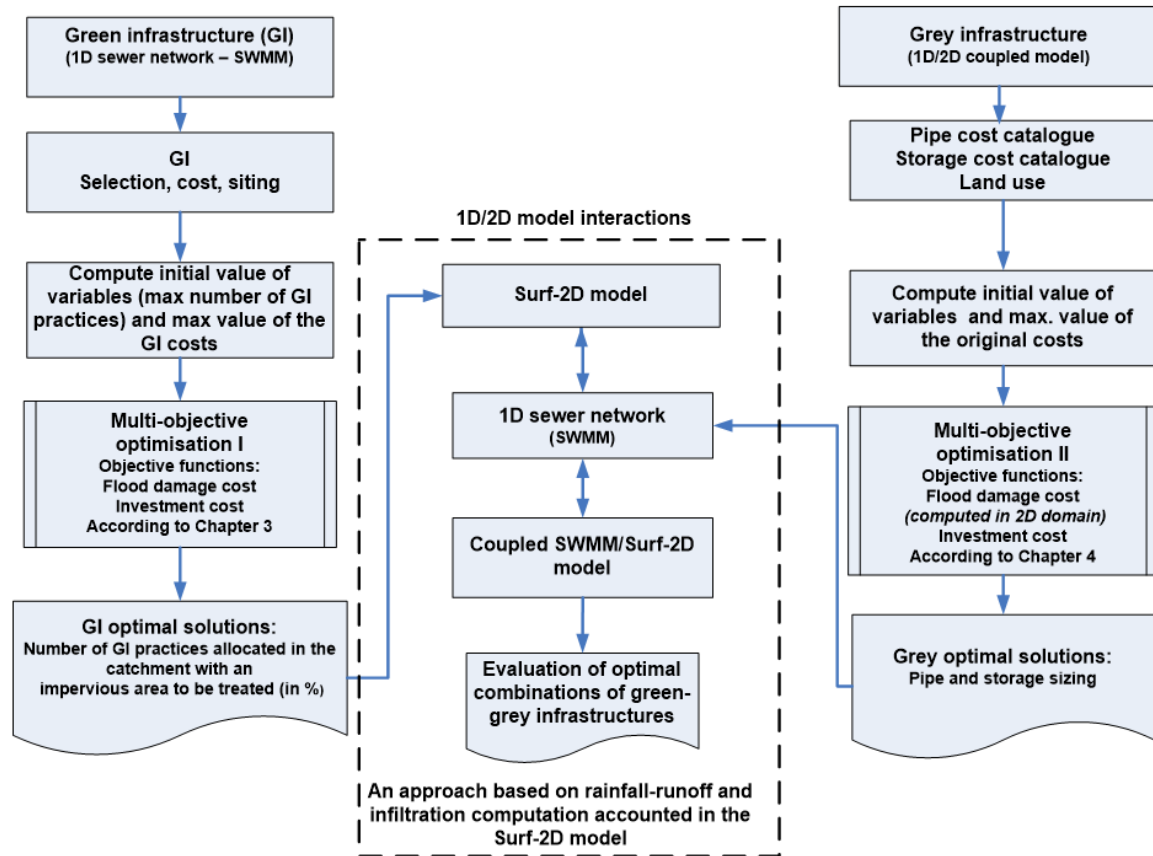 Green infrastructure (GI)
(1D sewer network – SWMM)
GI
Selection, cost, siting
Compute initial value of
variables (max number of GI
practices) and max value of the
GI costs
Multi-objective
optimisation I
Objective functions:
Flood damage cost
Investment cost
According to Chapter 3
GI optimal solutions:
Number of GI practices allocated in the
catchment with an
impervious area to be treated (in %)
1D/2D model interactions
Surf-2D model
1D sewer network
(SWMM)
Coupled SWMM/Surf-2D
model
Evaluation of optimal
combinations of green-
grey infrastructures
An approach based on rainfall-runoff and
infiltration computation accounted in the
Surf-2D model
Grey infrastructure
(1D/2D coupled model)
Pipe cost catalogue
Storage cost catalogue
Land use
Compute initial value of
variables and max. value of
the original costs
Multi-objective
optimisation II
Objective functions:
Flood damage cost
(computed in 2D domain)
Investment cost
According to Chapter 4
Grey optimal solutions:
Pipe and storage sizing